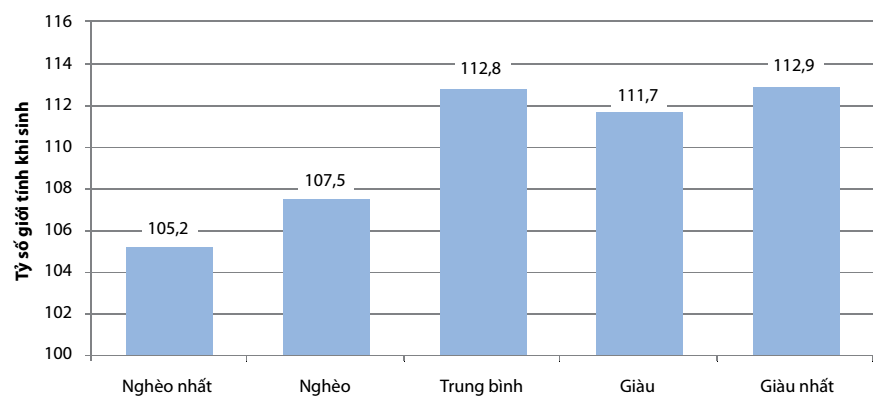 Tỷ số giới tính khi sinh
116
114
112
110
108
106
104
102
100
105,2
107,5
112,8
111,7
112,9
Nghèo nhất
Nghèo
Trung bình
Giàu
Giàu nhất